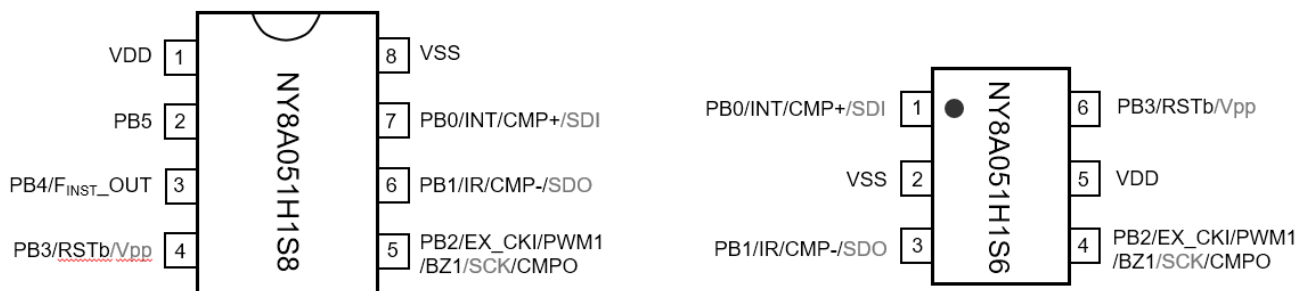 VDD 1
PB5 2
PB4/FINST_OUT 3
PB3/RSTb/Vpp 4
NY8A051H1S8
8 VSS
7 PB0/INT/CMP+/SDI
6 PB1/IR/CMP-/SDO
5 PB2/EX_CKI/PWM1
/BZ1/SCK/CMPO
PB0/INT/CMP+/SDI 1
VSS 2
PB1/IR/CMP-/SDO 3
NY8A051H1S6
6 PB3/RSTb/Vpp
5 VDD
4 PB2/EX_CKI/PWM1
/BZ1/SCK/CMPO